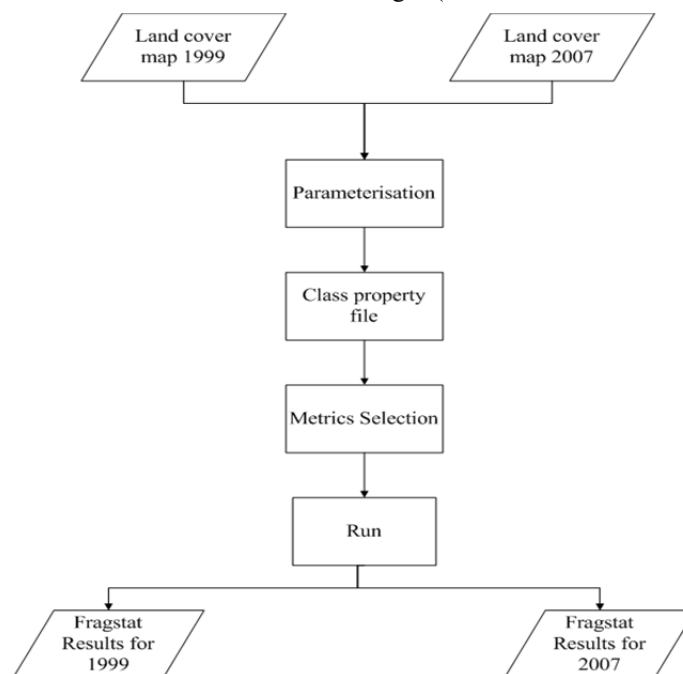 Land cover
map 1999
Land cover
map 2007
Parameterisation
Class property
file
Metrics Selection
Run
Fragstat
Results for
1999
Fragstat
Results for
2007